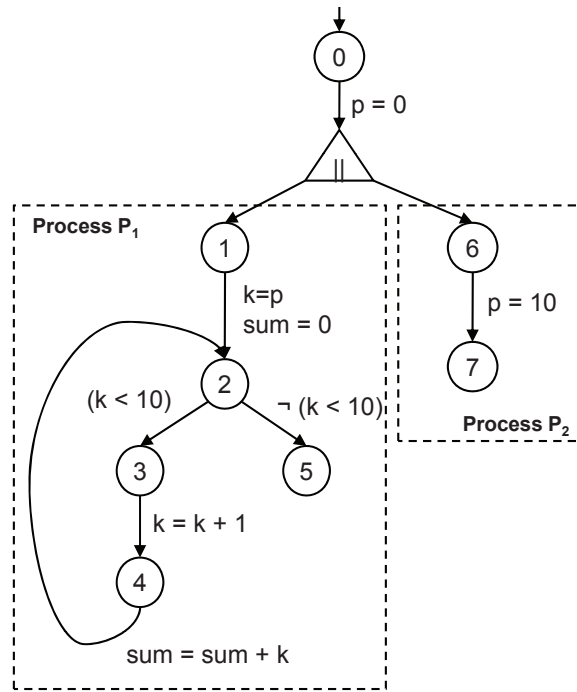 0
p = 0
||
Process P₁
1
6
k=p
sum = 0
p = 10
2
7
(k < 10)
¬ (k < 10)
Process P₂
3
5
k = k + 1
4
sum = sum + k